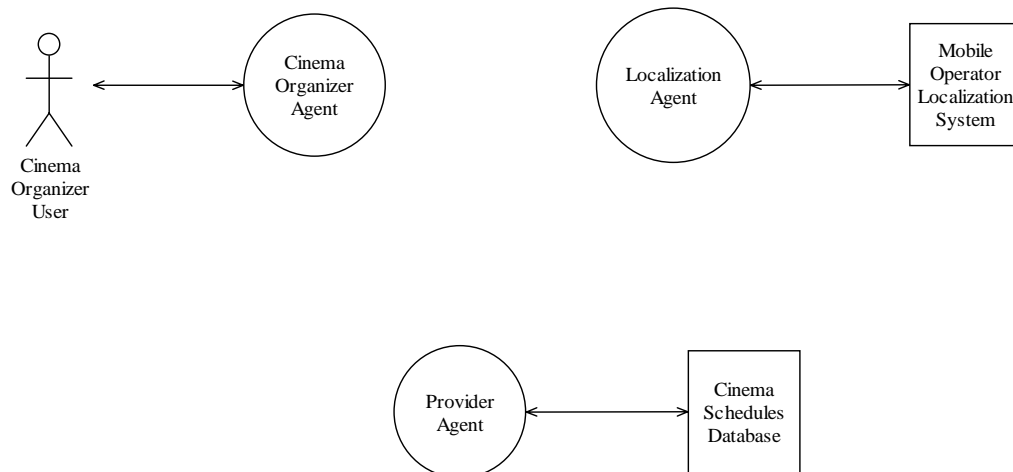 Cinema
Organizer
User
Cinema
Organizer
Agent
Localization
Agent
Mobile
Operator
Localization
System
Provider
Agent
Cinema
Schedules
Database